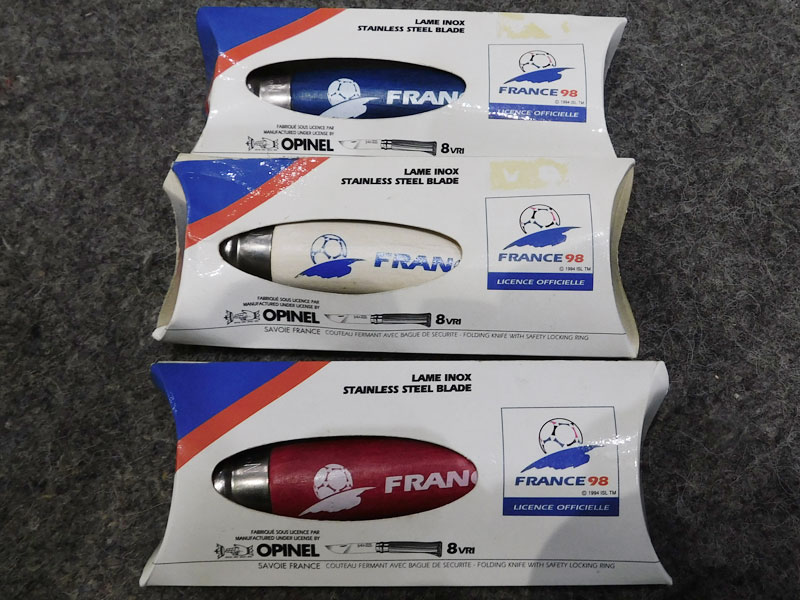 LAME INOX
STAINLESS STEEL BLADE
FRAN
FRANCE 98
© 1994 ISL TM
LICENCE OFFICIELLE
FABRIQUÉ SOUS LICENCE PAR
MANUFACTURED UNDER LICENSE BY
OPINEL
8VRI
LAME INOX
STAINLESS STEEL BLADE
FRAN
FRANCE 98
© 1994 ISL TM
LICENCE OFFICIELLE
FABRIQUÉ SOUS LICENCE PAR
MANUFACTURED UNDER LICENSE BY
OPINEL
8VRI
SAVOIE FRANCE COUTEAU FERMANT AVEC BAGUE DE SECURITE - FOLDING KNIFE WITH SAFETY LOCKING RING
LAME INOX
STAINLESS STEEL BLADE
FRANC
FRANCE 98
© 1994 ISL TM
LICENCE OFFICIELLE
FABRIQUÉ SOUS LICENCE PAR
MANUFACTURED UNDER LICENSE BY
OPINEL
8VRI
SAVOIE FRANCE COUTEAU FERMANT AVEC BAGUE DE SECURITE - FOLDING KNIFE WITH SAFETY LOCKING RING